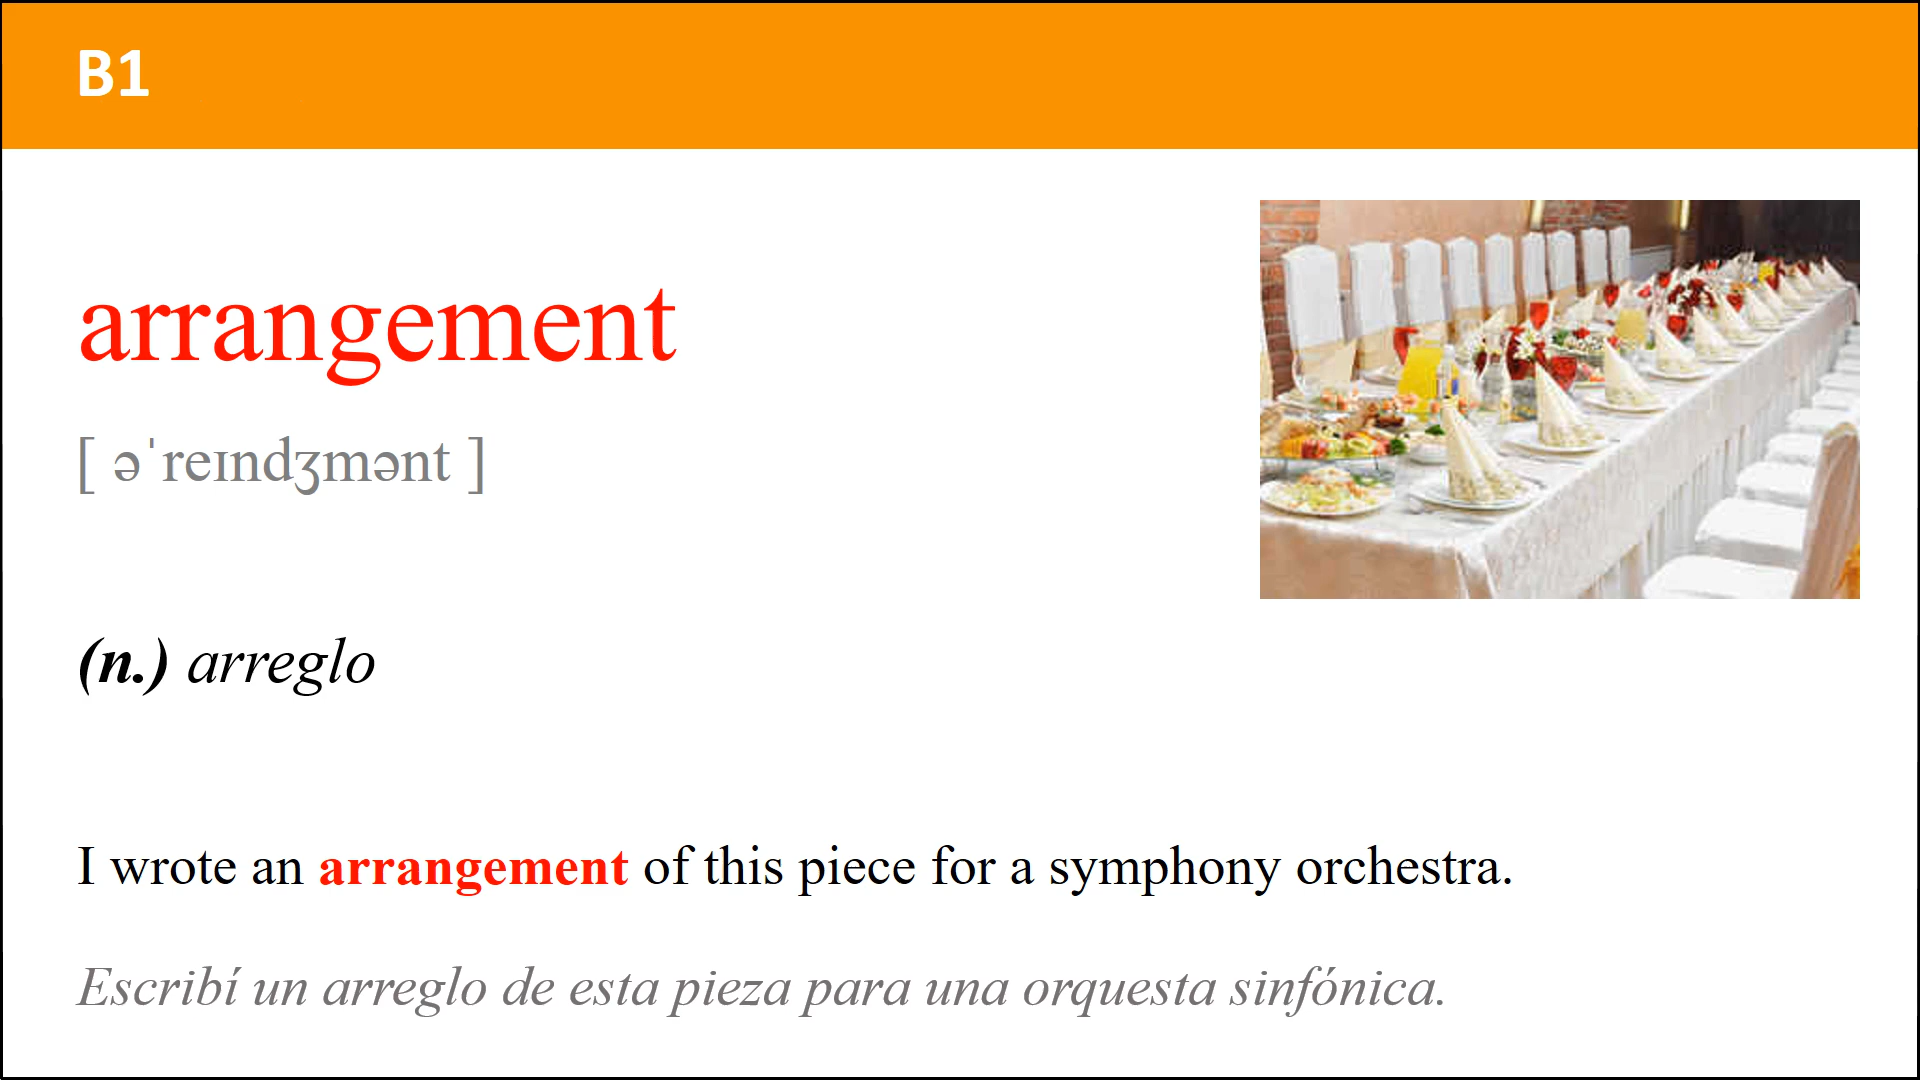 B1
arrangement
[ əˈreɪndʒmənt ]
(n.) arreglo
I wrote an arrangement of this piece for a symphony orchestra.
Escribí un arreglo de esta pieza para una orquesta sinfónica.